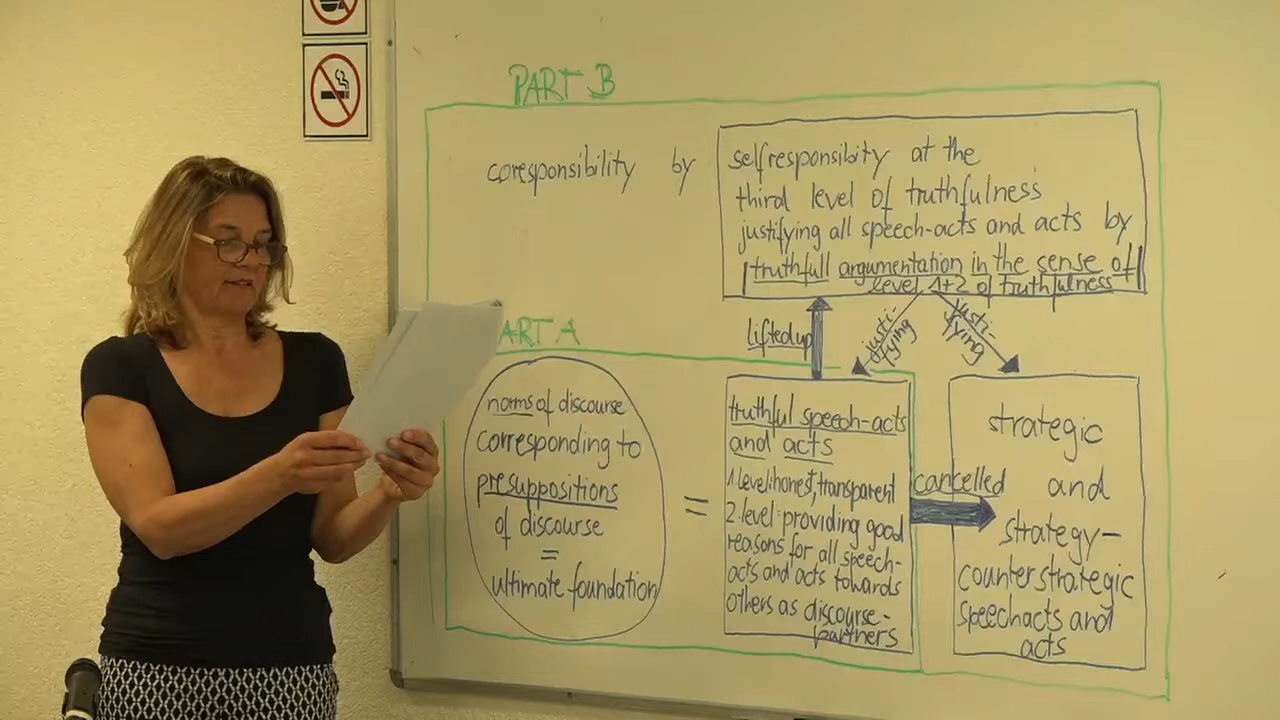 PART B
coresponsibility by
selfresponsibity at the
third level of truthfulness
justifying all speech-acts and acts by
truthfull argumentation in the sense of
level 1+2 of truthfulness
lifted up
justi-
fying
justi-
fying
ART A
norms of discourse
corresponding to
presuppositions
of discourse
=
ultimate foundation
=
truthful speech-acts
and acts
1. level: honest, transparent
2. level: providing good
reasons for all speech-
acts and acts towards
others as discourse-
partners
cancelled
strategic
and
strategy-
counterstrategic
speechacts and
acts